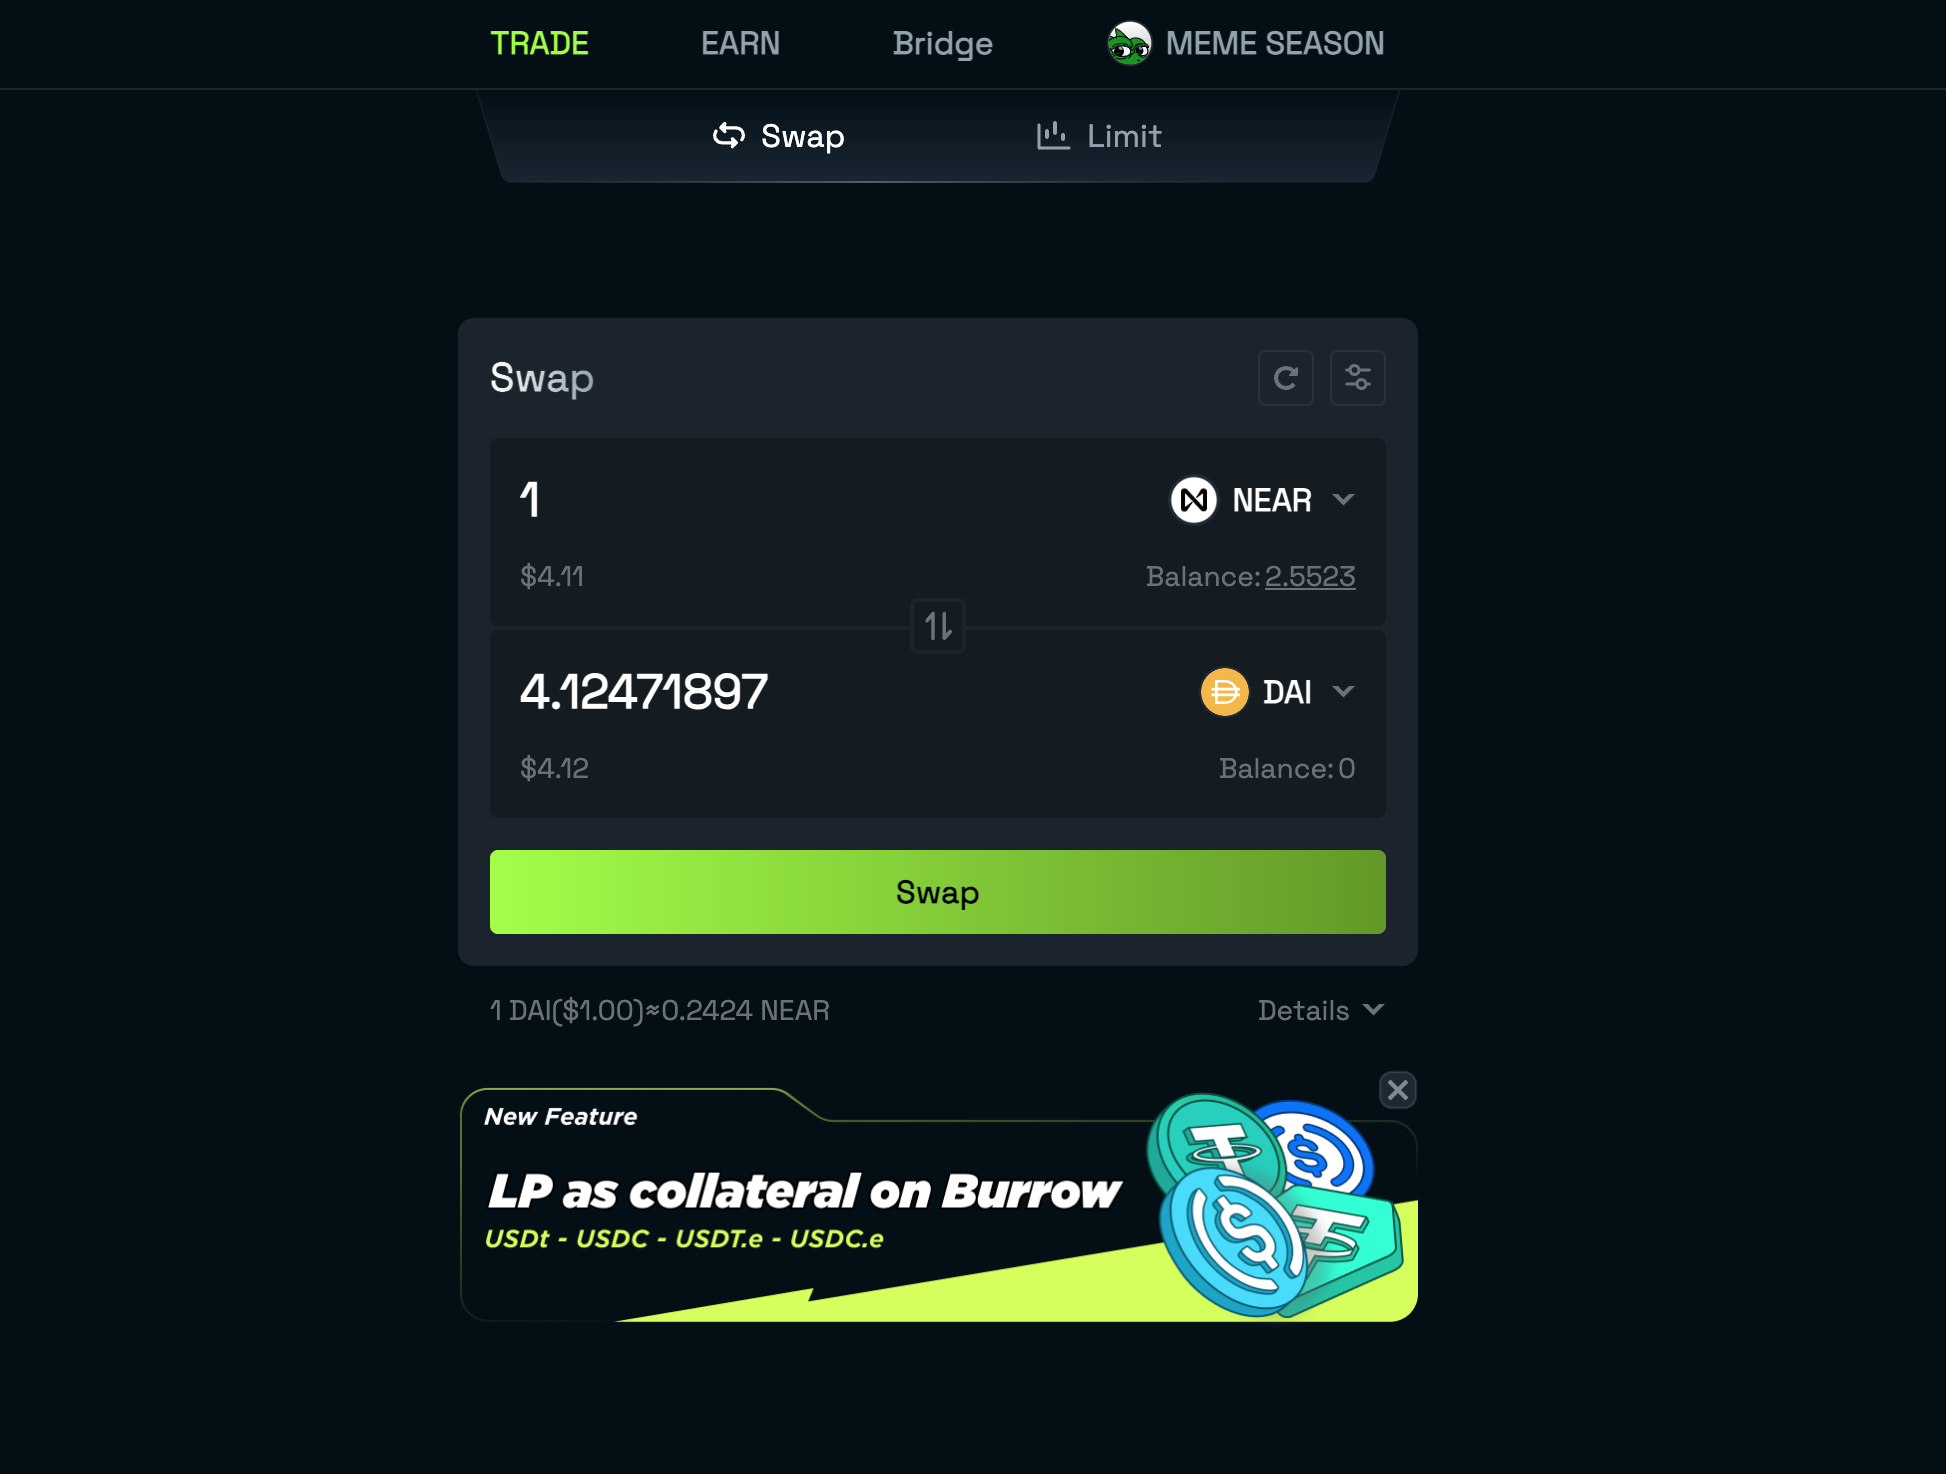 TRADE EARN Bridge MEME SEASON
Swap Limit
Swap
1 NEAR
$4.11 Balance: 2.5523
4.12471897 DAI
$4.12 Balance: 0
Swap
1 DAI($1.00)≈0.2424 NEAR Details
New Feature
LP as collateral on Burrow
USDt - USDC - USDT.e - USDC.e